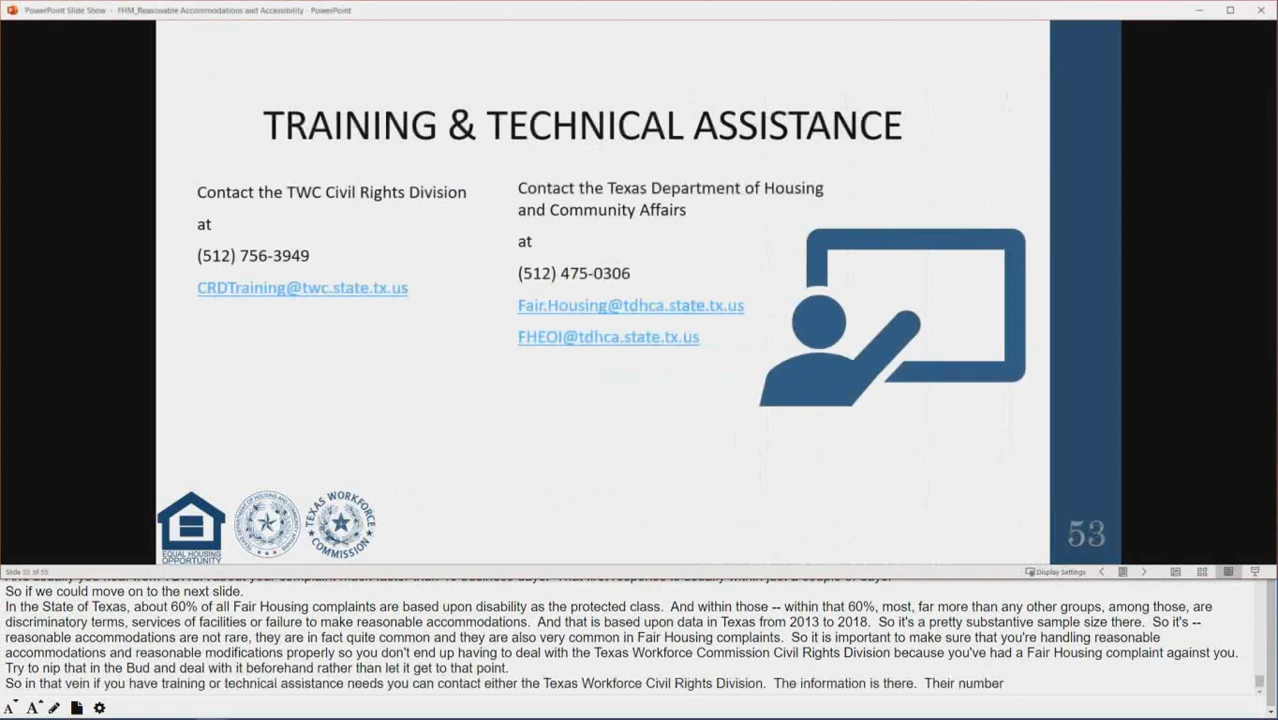 PowerPoint Slide Show - FHM_Reasonable Accommodations and Accessibility - PowerPoint
TRAINING & TECHNICAL ASSISTANCE
Contact the TWC Civil Rights Division
at
(512) 756-3949
CRDTraining@twc.state.tx.us
Contact the Texas Department of Housing
and Community Affairs
at
(512) 475-0306
Fair.Housing@tdhca.state.tx.us
FHEOI@tdhca.state.tx.us
EQUAL HOUSING
OPPORTUNITY
TEXAS WORKFORCE
COMMISSION
53
Display Settings
So if we could move on to the next slide.
In the State of Texas, about 60% of all Fair Housing complaints are based upon disability as the protected class.  And within those -- within that 60%, most, far more than any other groups, among those, are
discriminatory terms, services of facilities or failure to make reasonable accommodations.  And that is based upon data in Texas from 2013 to 2018.  So it's a pretty substantive sample size there.  So it's --
reasonable accommodations are not rare, they are in fact quite common and they are also very common in Fair Housing complaints.  So it is important to make sure that you're handling reasonable
accommodations and reasonable modifications properly so you don't end up having to deal with the Texas Workforce Commission Civil Rights Division because you've had a Fair Housing complaint against you.
Try to nip that in the Bud and deal with it beforehand rather than let it get to that point.
So in that vein if you have training or technical assistance needs you can contact either the Texas Workforce Civil Rights Division.  The information is there.  Their number